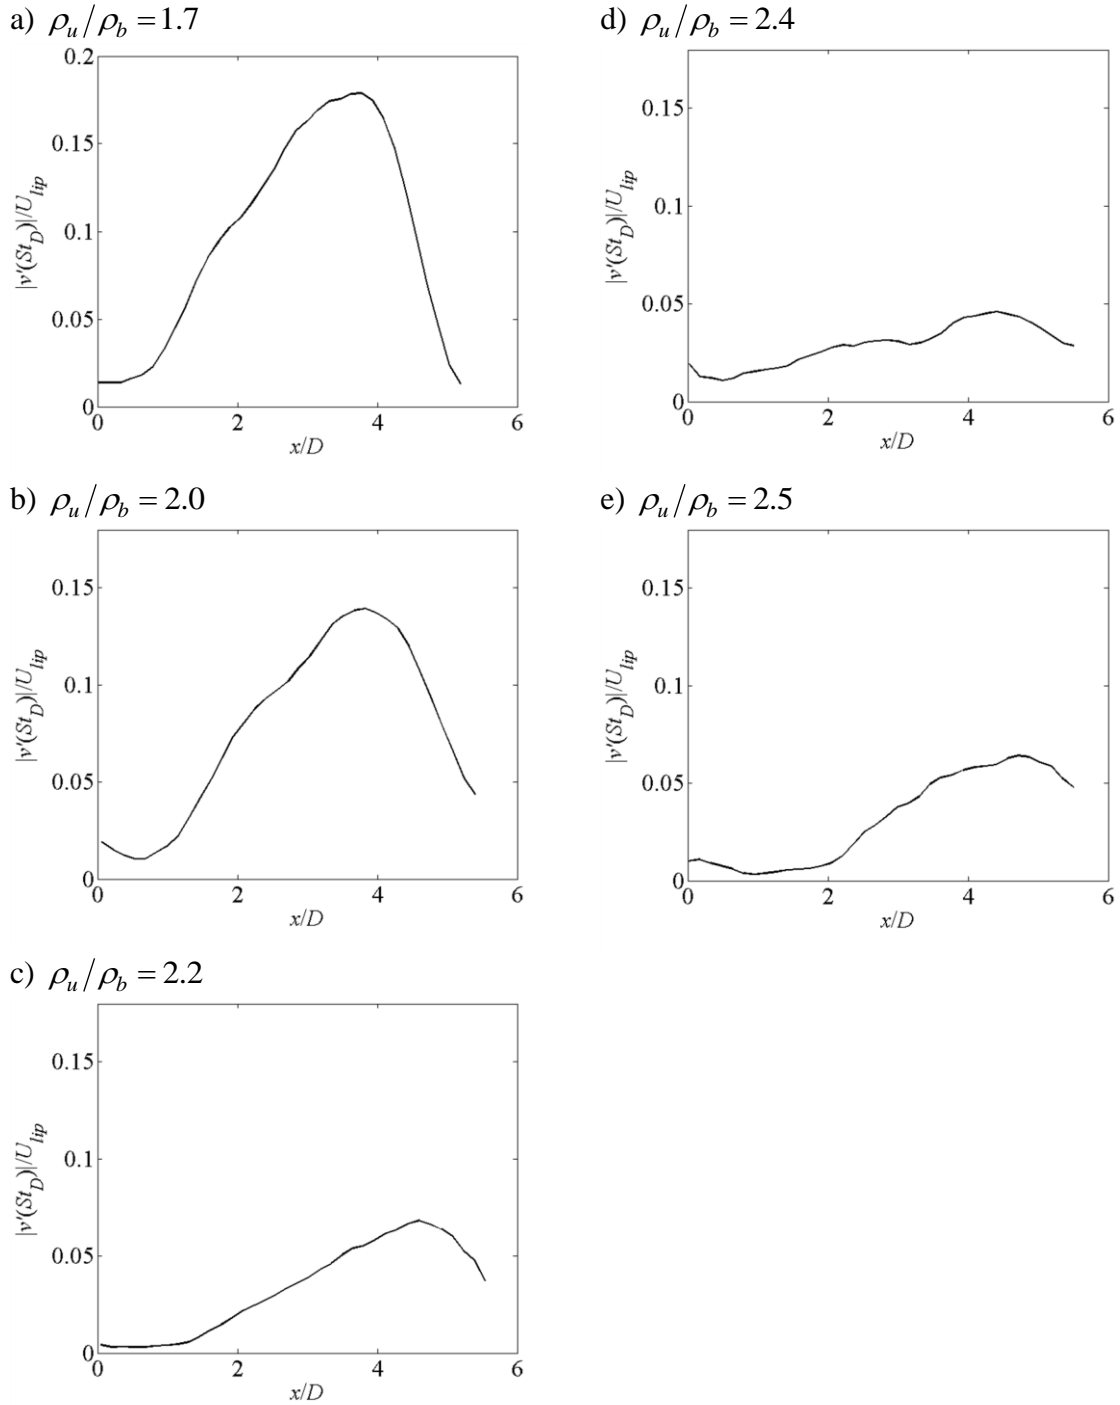 a) ρu/ρb = 1.7
0.2
0.15
0.1
0.05
0
|v'(StD)|/Ulip
0 2 4 6
x/D
b) ρu/ρb = 2.0
0.15
0.1
0.05
0
|v'(StD)|/Ulip
0 2 4 6
x/D
c) ρu/ρb = 2.2
0.15
0.1
0.05
0
|v'(StD)|/Ulip
0 2 4 6
x/D
d) ρu/ρb = 2.4
0.15
0.1
0.05
0
|v'(StD)|/Ulip
0 2 4 6
x/D
e) ρu/ρb = 2.5
0.15
0.1
0.05
0
|v'(StD)|/Ulip
0 2 4 6
x/D